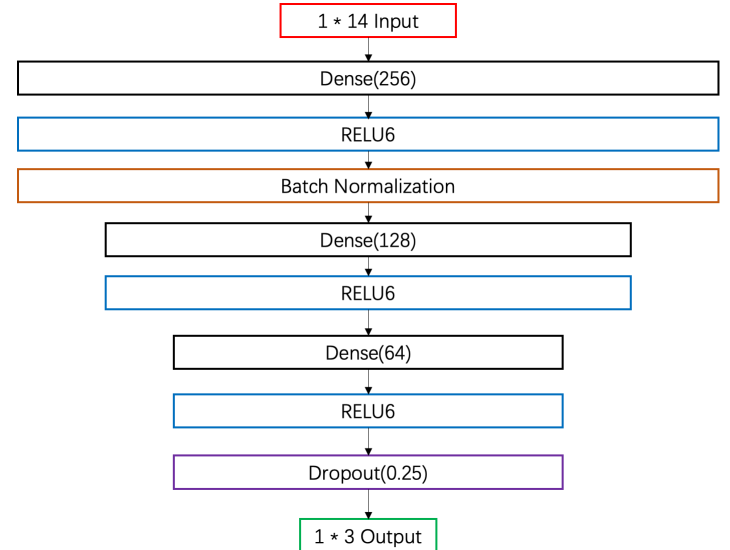 1 * 14 Input
Dense(256)
RELU6
Batch Normalization
Dense(128)
RELU6
Dense(64)
RELU6
Dropout(0.25)
1 * 3 Output